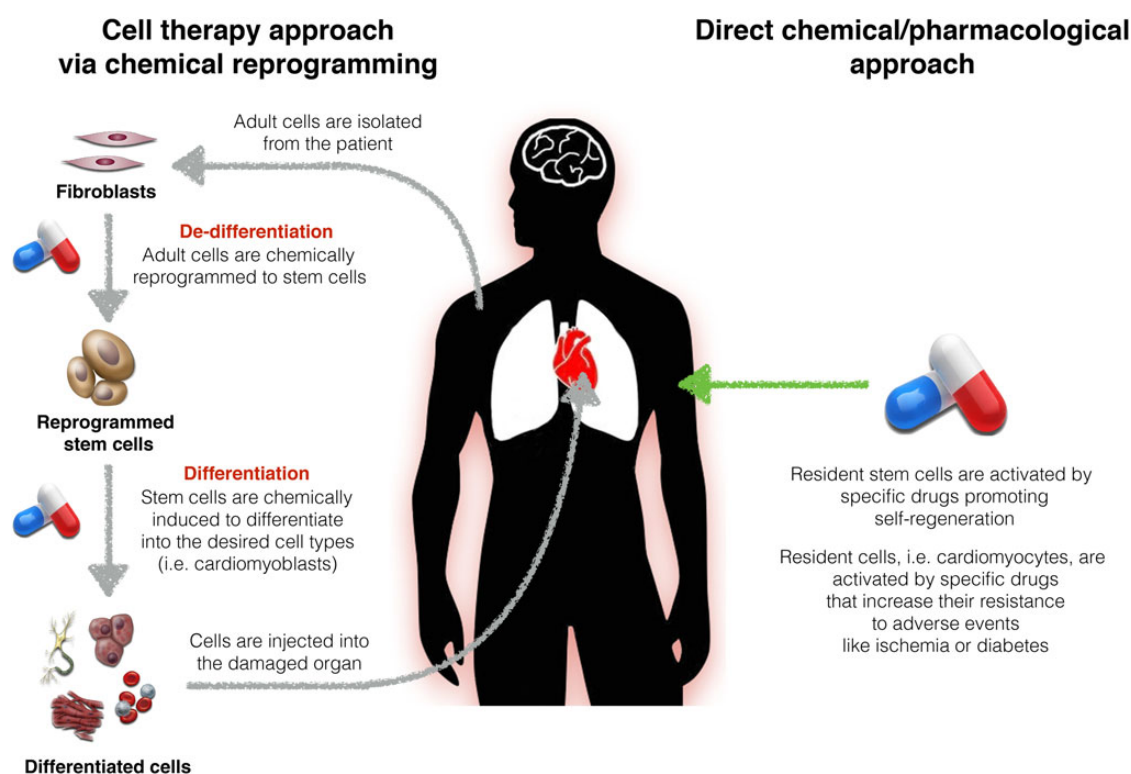 Cell therapy approach
via chemical reprogramming
Adult cells are isolated
from the patient
Fibroblasts
De-differentiation
Adult cells are chemically
reprogrammed to stem cells
Reprogrammed
stem cells
Differentiation
Stem cells are chemically
induced to differentiate
into the desired cell types
(i.e. cardiomyoblasts)
Cells are injected into
the damaged organ
Differentiated cells
Direct chemical/pharmacological
approach
Resident stem cells are activated by
specific drugs promoting
self-regeneration
Resident cells, i.e. cardiomyocytes, are
activated by specific drugs
that increase their resistance
to adverse events
like ischemia or diabetes